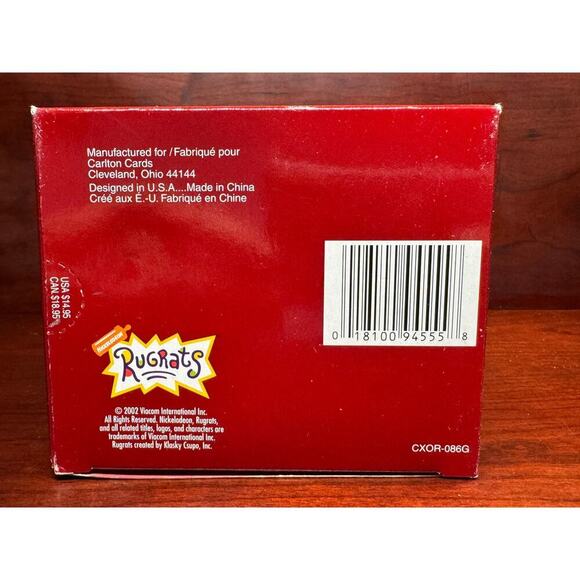 Manufactured for / Fabriqué pour
Carlton Cards
Cleveland, Ohio 44144
Designed in U.S.A....Made in China
Créé aux É.-U. Fabriqué en Chine
USA $14.95
CAN. $18.95
0 18100 94555 8
NICKELODEON
RUGRATS
© 2002 Viacom International Inc.
All Rights Reserved. Nickelodeon, Rugrats,
and all related titles, logos, and characters are
trademarks of Viacom International Inc.
Rugrats created by Klasky Csupo, Inc.
CXOR-086G